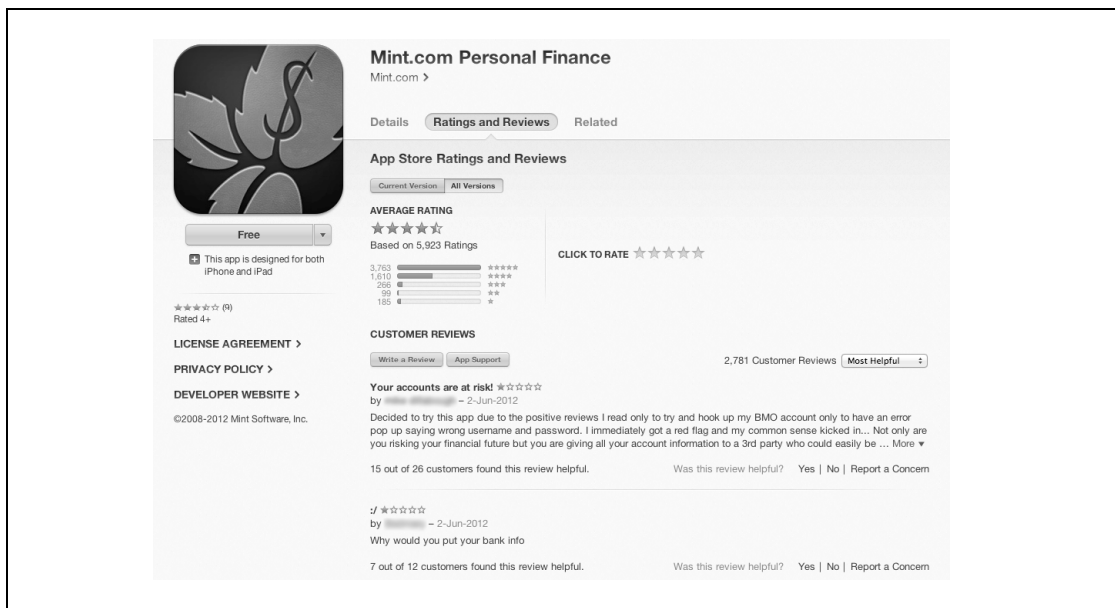 Mint.com Personal Finance
Mint.com >
Details Ratings and Reviews Related
App Store Ratings and Reviews
Current Version All Versions
AVERAGE RATING
Based on 5,923 Ratings
3,763
1,610
266
99
185
CLICK TO RATE
Free
This app is designed for both
iPhone and iPad
(9)
Rated 4+
LICENSE AGREEMENT >
PRIVACY POLICY >
DEVELOPER WEBSITE >
©2008-2012 Mint Software, Inc.
CUSTOMER REVIEWS
Write a Review App Support
2,781 Customer Reviews Most Helpful
Your accounts are at risk!
by – 2-Jun-2012
Decided to try this app due to the positive reviews I read only to try and hook up my BMO account only to have an error
pop up saying wrong username and password. I immediately got a red flag and my common sense kicked in... Not only are
you risking your financial future but you are giving all your account information to a 3rd party who could easily be ... More ▼
15 out of 26 customers found this review helpful. Was this review helpful? Yes | No | Report a Concern
:/
by – 2-Jun-2012
Why would you put your bank info
7 out of 12 customers found this review helpful. Was this review helpful? Yes | No | Report a Concern